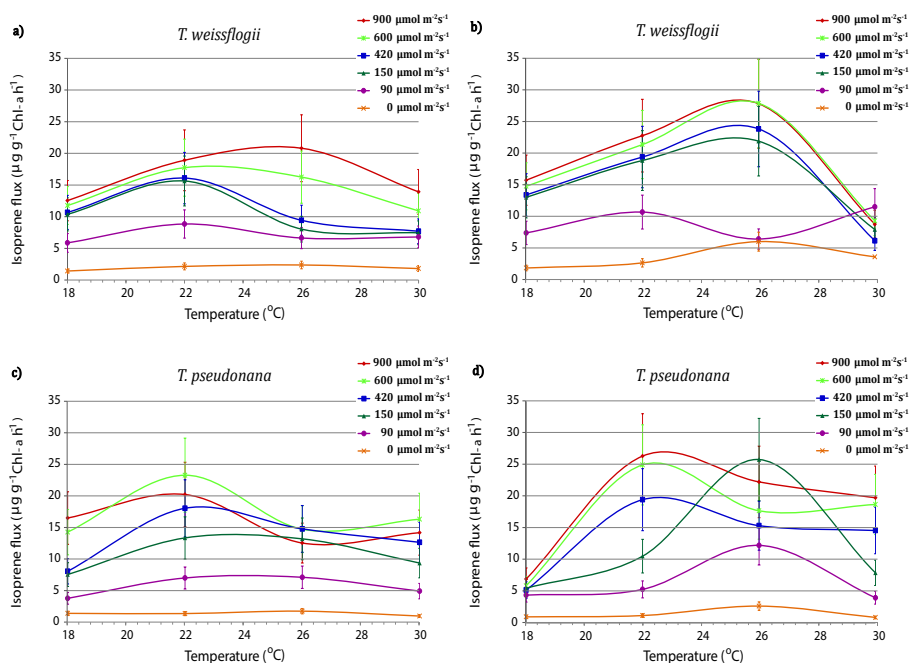 a)
T. weissflogii
900 µmol m⁻²s⁻¹
600 µmol m⁻²s⁻¹
420 µmol m⁻²s⁻¹
150 µmol m⁻²s⁻¹
90 µmol m⁻²s⁻¹
0 µmol m⁻²s⁻¹
Isoprene flux (µg g⁻¹Chl-a h⁻¹)
35
30
25
20
15
10
5
0
18 20 22 24 26 28 30
Temperature (°C)
b)
T. weissflogii
900 µmol m⁻²s⁻¹
600 µmol m⁻²s⁻¹
420 µmol m⁻²s⁻¹
150 µmol m⁻²s⁻¹
90 µmol m⁻²s⁻¹
0 µmol m⁻²s⁻¹
Isoprene flux (µg g⁻¹Chl-a h⁻¹)
35
30
25
20
15
10
5
0
18 20 22 24 26 28 30
Temperature (°C)
c)
T. pseudonana
900 µmol m⁻²s⁻¹
600 µmol m⁻²s⁻¹
420 µmol m⁻²s⁻¹
150 µmol m⁻²s⁻¹
90 µmol m⁻²s⁻¹
0 µmol m⁻²s⁻¹
Isoprene flux (µg g⁻¹Chl-a h⁻¹)
35
30
25
20
15
10
5
0
18 20 22 24 26 28 30
Temperature (°C)
d)
T. pseudonana
900 µmol m⁻²s⁻¹
600 µmol m⁻²s⁻¹
420 µmol m⁻²s⁻¹
150 µmol m⁻²s⁻¹
90 µmol m⁻²s⁻¹
0 µmol m⁻²s⁻¹
Isoprene flux (µg g⁻¹Chl-a h⁻¹)
35
30
25
20
15
10
5
0
18 20 22 24 26 28 30
Temperature (°C)